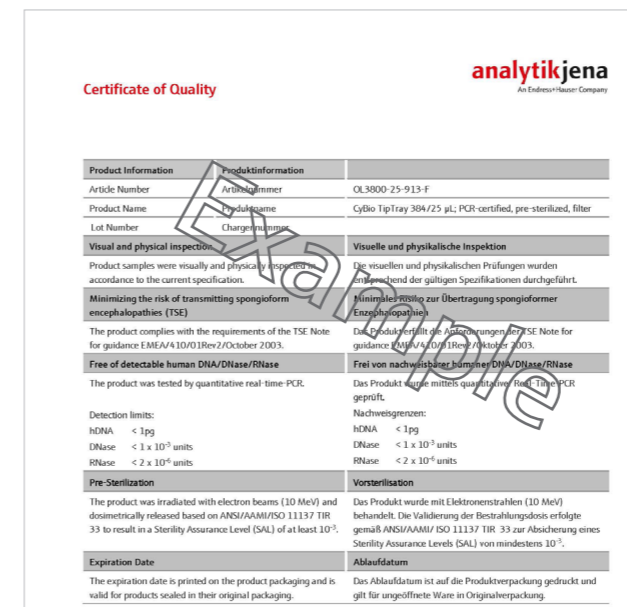 analytikjena
An Endress+Hauser Company
Certificate of Quality
Product Information Produktinformation
Article Number Artikelnummer OL3800-25-913-F
Product Name Produktname CyBio TipTray 384/25 µL; PCR-certified, pre-sterilized, filter
Lot Number Chargennummer
Visual and physical inspection
Visuelle und physikalische Inspektion
Product samples were visually and physically inspected in
accordance to the current specification.
Die visuellen und physikalischen Prüfungen wurden
entsprechend der gültigen Spezifikationen durchgeführt.
Minimizing the risk of transmitting spongioform
encephalopathies (TSE)
Minimales Risiko zur Übertragung spongioformer
Enzephalopathien
The product complies with the requirements of the TSE Note
for guidance EMEA/410/01Rev2/October 2003.
Das Produkt erfüllt die Anforderungen der TSE Note for
guidance EMEA/410/01Rev2/Oktober 2003.
Free of detectable human DNA/DNase/RNase
Frei von nachweisbarer humaner DNA/DNase/RNase
The product was tested by quantitative real-time-PCR.
Das Produkt wurde mittels quantitativer Real-Time-PCR
geprüft.
Detection limits:
hDNA < 1pg
DNase < 1 x 10⁻³ units
RNase < 2 x 10⁻⁶ units
Nachweisgrenzen:
hDNA < 1pg
DNase < 1 x 10⁻³ units
RNase < 2 x 10⁻⁶ units
Pre-Sterilization
Vorsterilisation
The product was irradiated with electron beams (10 MeV) and
dosimetrically released based on ANSI/AAMI/ISO 11137 TIR
33 to result in a Sterility Assurance Level (SAL) of at least 10⁻³.
Das Produkt wurde mit Elektronenstrahlen (10 MeV)
behandelt. Die Validierung der Bestrahlungsdosis erfolgte
gemäß ANSI/AAMI/ ISO 11137 TIR 33 zur Absicherung eines
Sterility Assurance Levels (SAL) von mindestens 10⁻³.
Expiration Date
Ablaufdatum
The expiration date is printed on the product packaging and is
valid for products sealed in their original packaging.
Das Ablaufdatum ist auf die Produktverpackung gedruckt und
gilt für ungeöffnete Ware in Originalverpackung.
Example